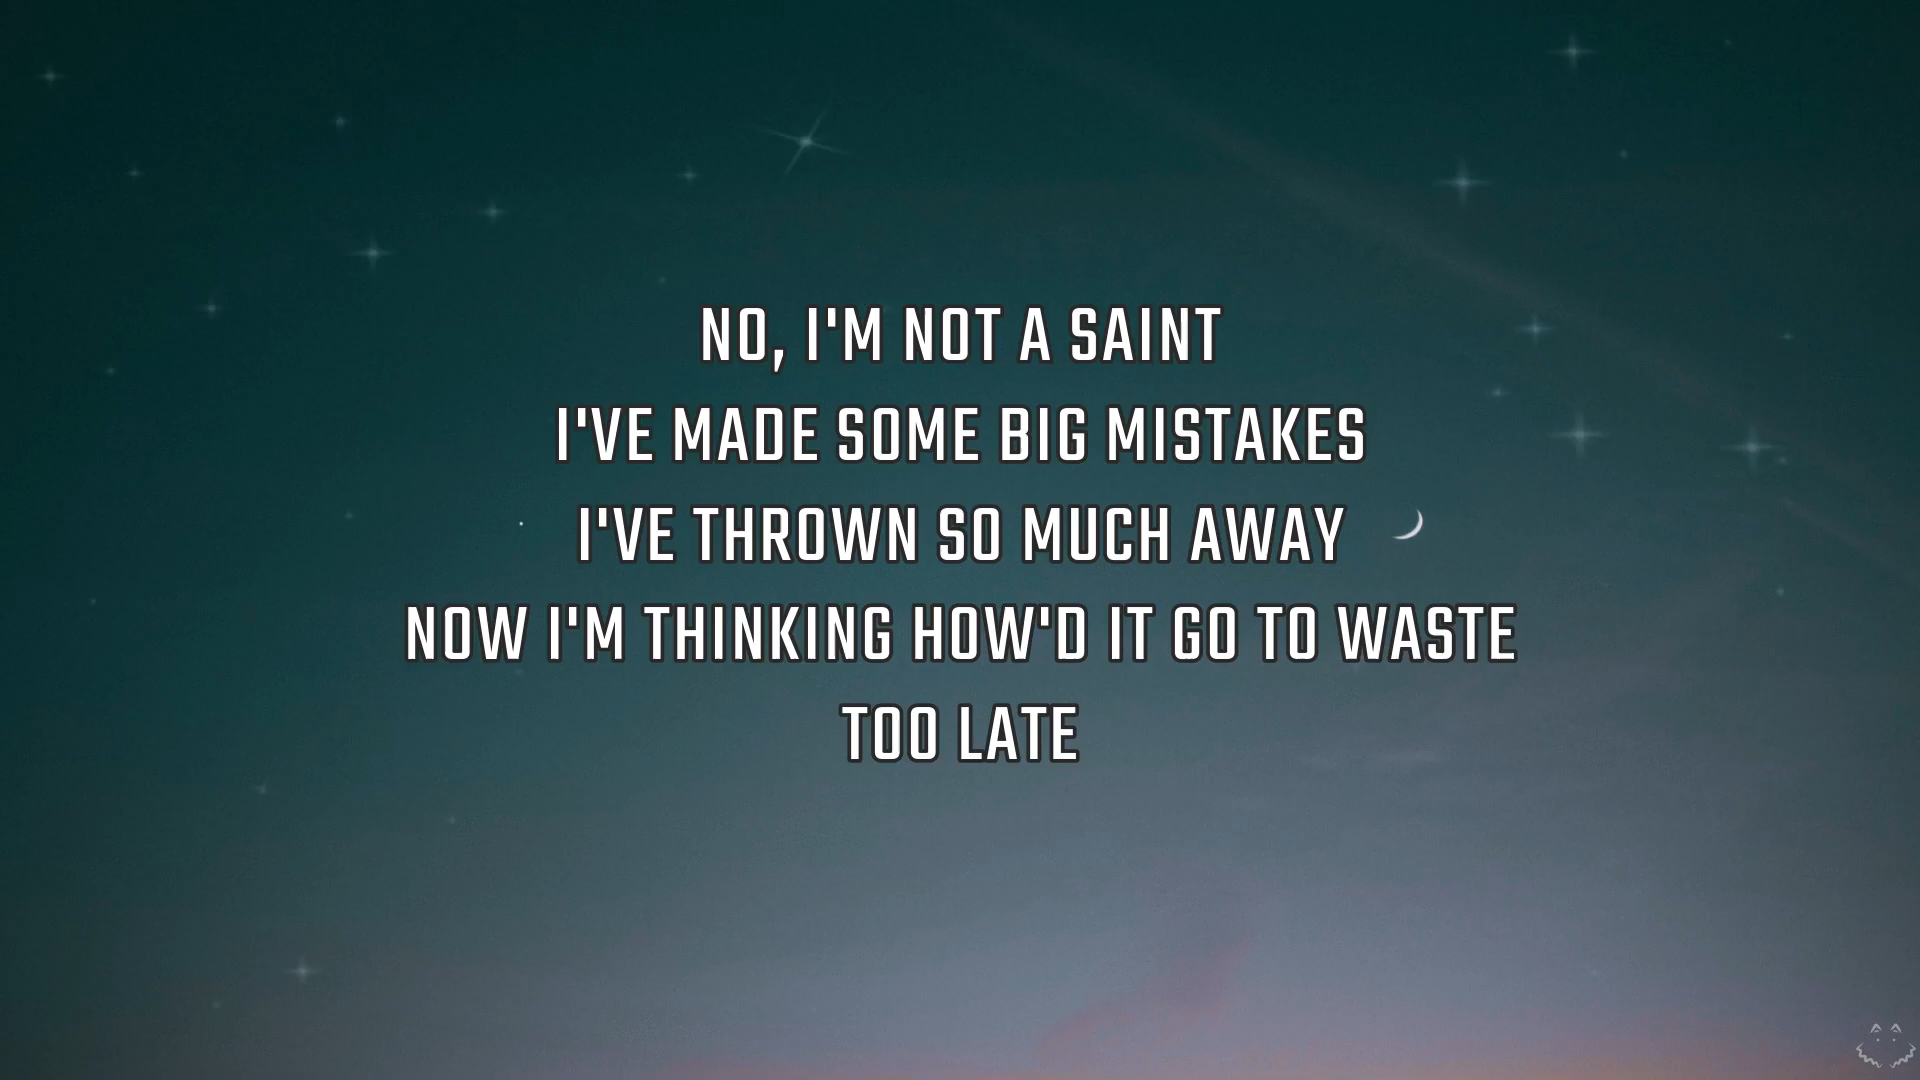 NO, I'M NOT A SAINT
I'VE MADE SOME BIG MISTAKES
I'VE THROWN SO MUCH AWAY
NOW I'M THINKING HOW'D IT GO TO WASTE
TOO LATE